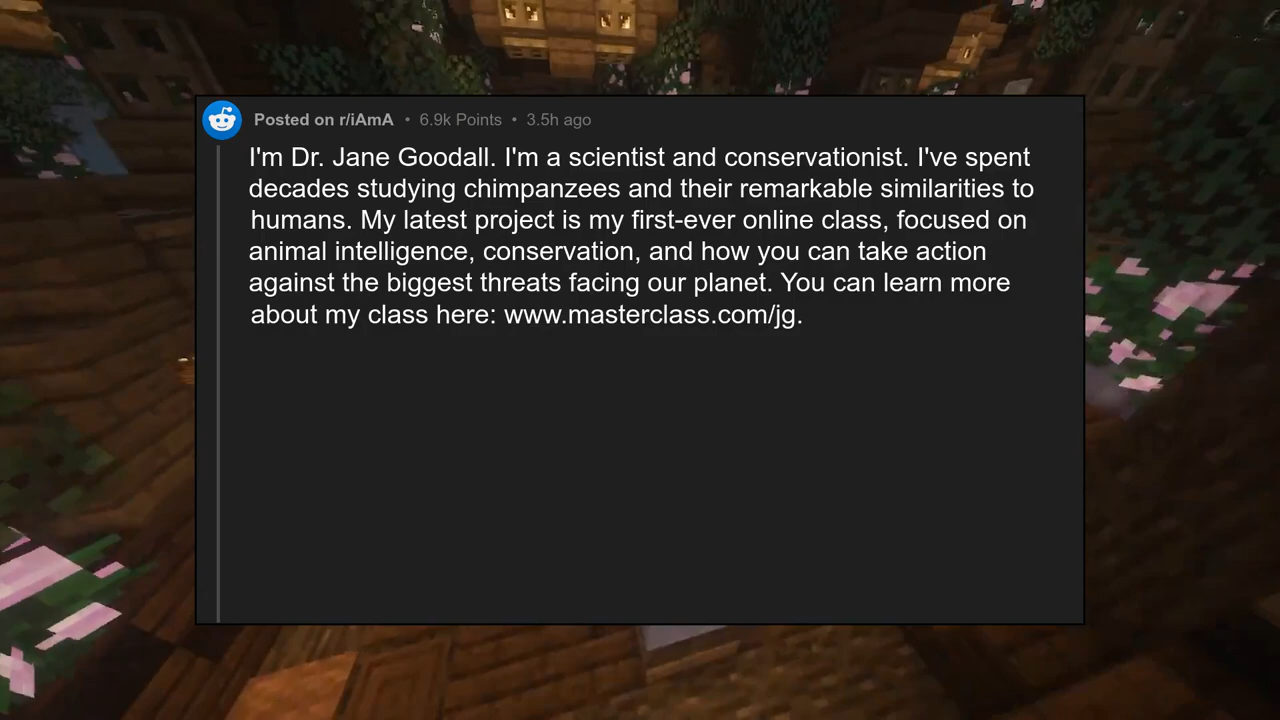 Posted on r/iAmA • 6.9k Points • 3.5h ago
I'm Dr. Jane Goodall. I'm a scientist and conservationist. I've spent
decades studying chimpanzees and their remarkable similarities to
humans. My latest project is my first-ever online class, focused on
animal intelligence, conservation, and how you can take action
against the biggest threats facing our planet. You can learn more
about my class here: www.masterclass.com/jg.